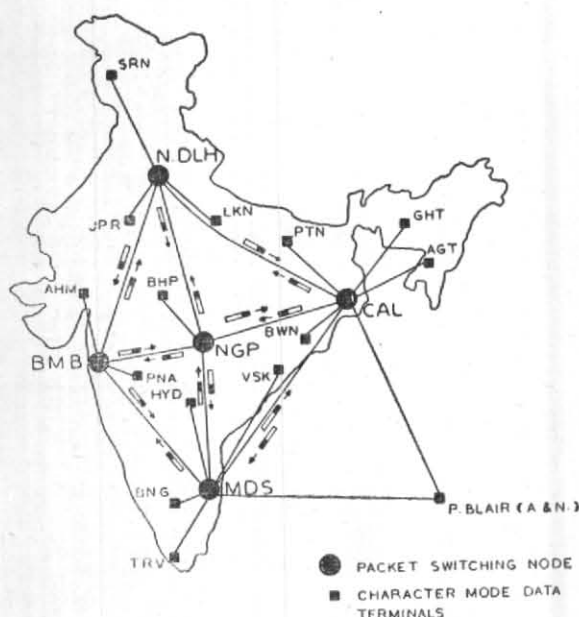 SRN
N.DLH
JPR
LKN
PTN
GHT
AGT
AHM
BHP
CAL
BWN
NGP
BMB
PNA
VSK
HYD
MDS
BNG
P. BLAIR (A & N.)
TRV
PACKET SWITCHING NODE
CHARACTER MODE DATA
TERMINALS